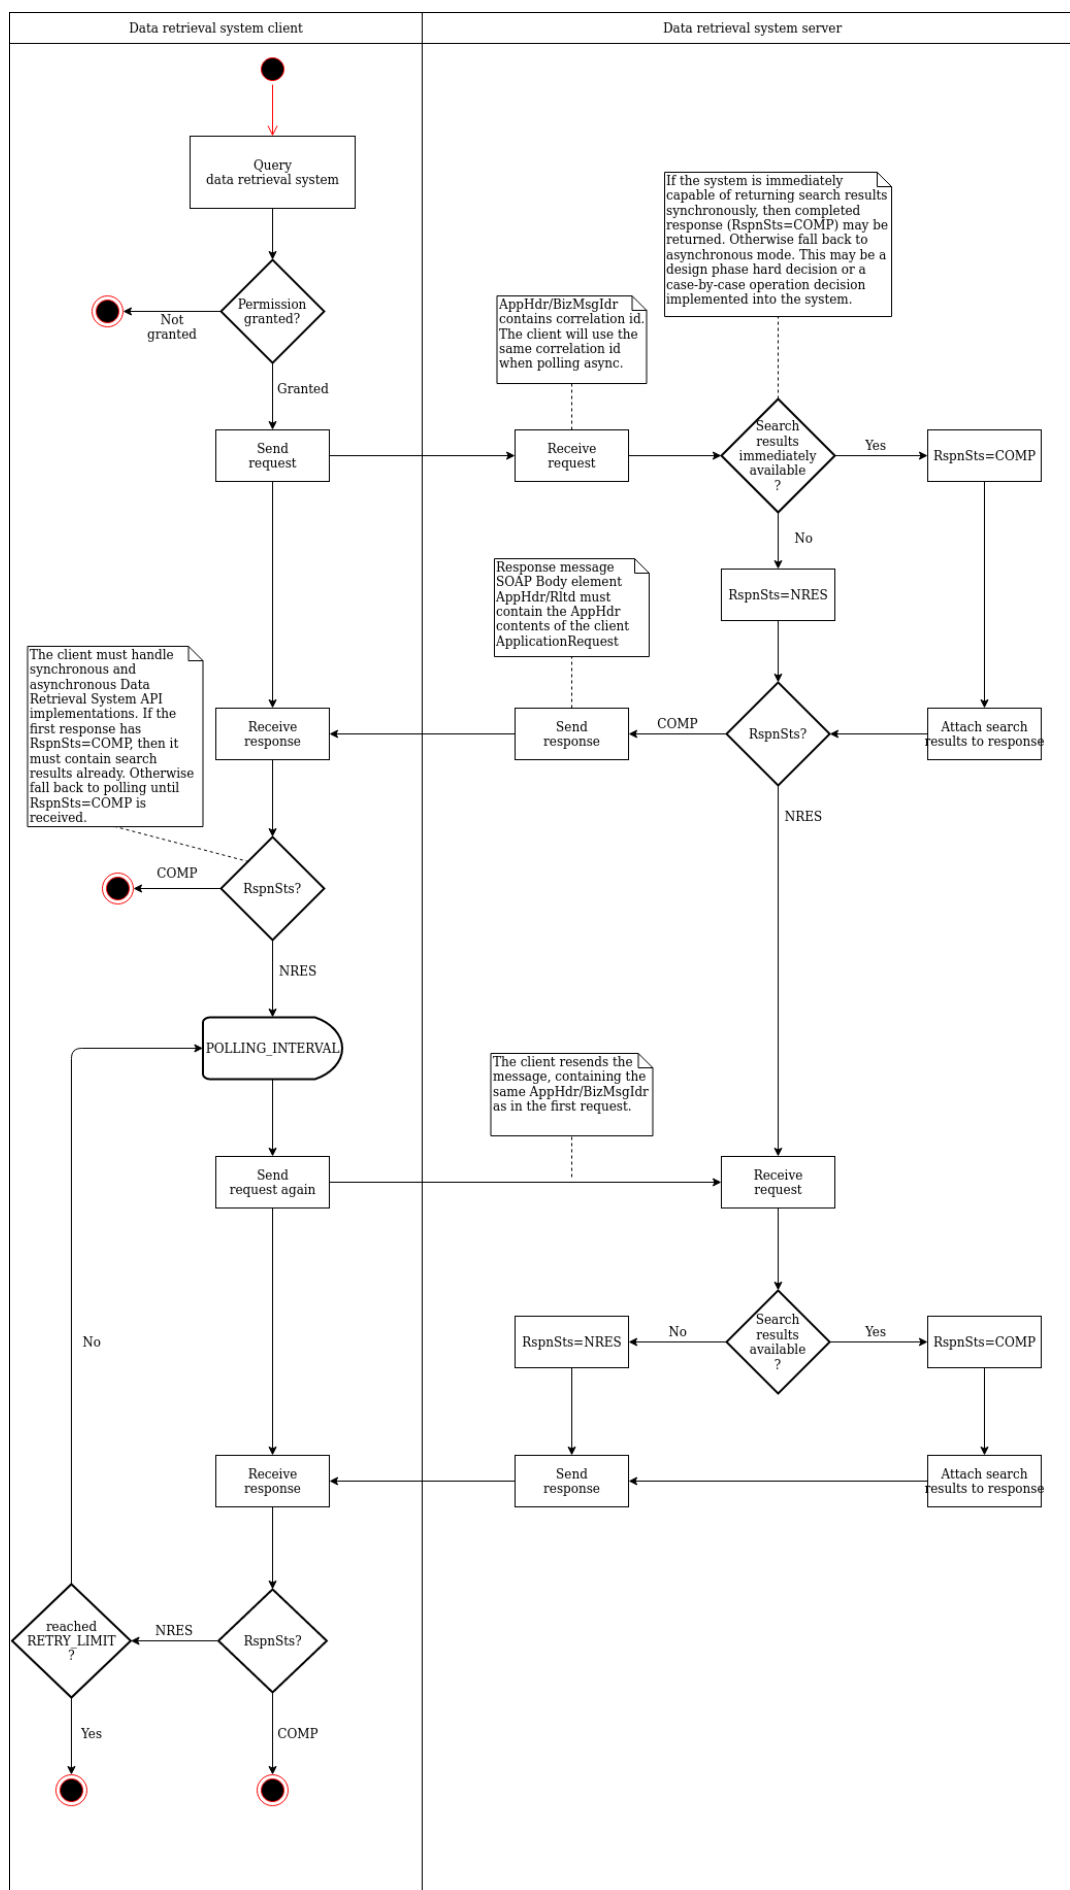 Data retrieval system client
Data retrieval system server
Query
data retrieval system
If the system is immediately
capable of returning search results
synchronously, then completed
response (RspnSts=COMP) may be
returned. Otherwise fall back to
asynchronous mode. This may be a
design phase hard decision or a
case-by-case operation decision
implemented into the system.
Permission
granted?
Not
granted
AppHdr/BizMsgIdr
contains correlation id.
The client will use the
same correlation id
when polling async.
Granted
Send
request
Receive
request
Search
results
immediately
available
?
Yes
RspnSts=COMP
No
Response message
SOAP Body element
AppHdr/Rltd must
contain the AppHdr
contents of the client
ApplicationRequest
RspnSts=NRES
The client must handle
synchronous and
asynchronous Data
Retrieval System API
implementations. If the
first response has
RspnSts=COMP, then it
must contain search
results already. Otherwise
fall back to polling until
RspnSts=COMP is
received.
Receive
response
Send
response
COMP
RspnSts?
Attach search
results to response
NRES
COMP
RspnSts?
NRES
POLLING_INTERVAL
The client resends the
message, containing the
same AppHdr/BizMsgIdr
as in the first request.
Send
request again
Receive
request
No
RspnSts=NRES
No
Search
results
available
?
Yes
RspnSts=COMP
Receive
response
Send
response
Attach search
results to response
reached
RETRY_LIMIT
?
NRES
RspnSts?
Yes
COMP